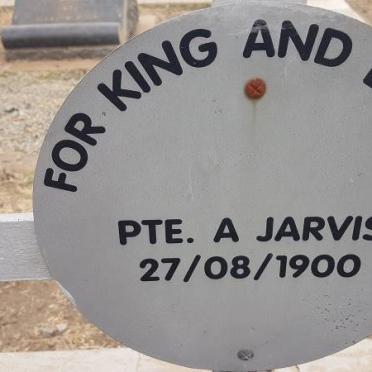 FOR KING AND
PTE. A JARVIS
27/08/1900